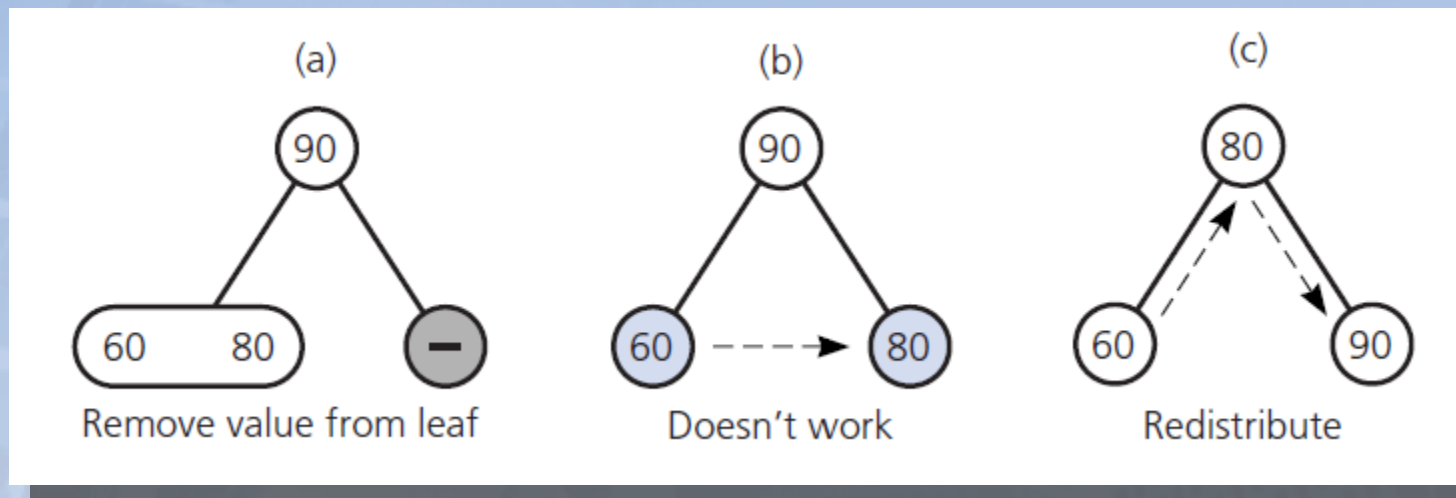 (a)
(b)
(c)
90
90
80
60 80
–
60
80
60
90
Remove value from leaf
Doesn't work
Redistribute